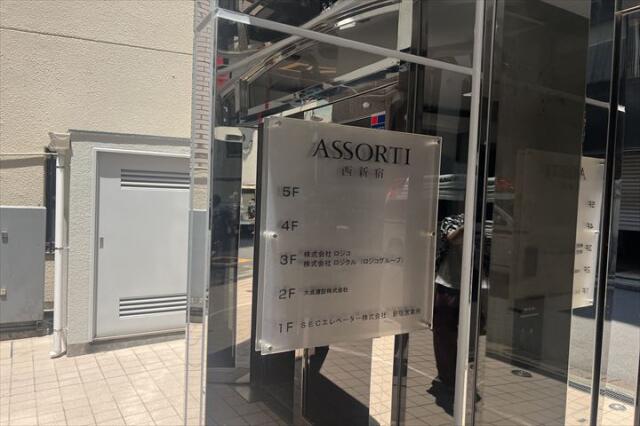 ASSORTI
西新宿
5F
4F
3F 株式会社 ロジコ
株式会社 ロジクル（ロジコグループ）
2F 大成建設株式会社
1F SECエレベーター株式会社 新宿営業所